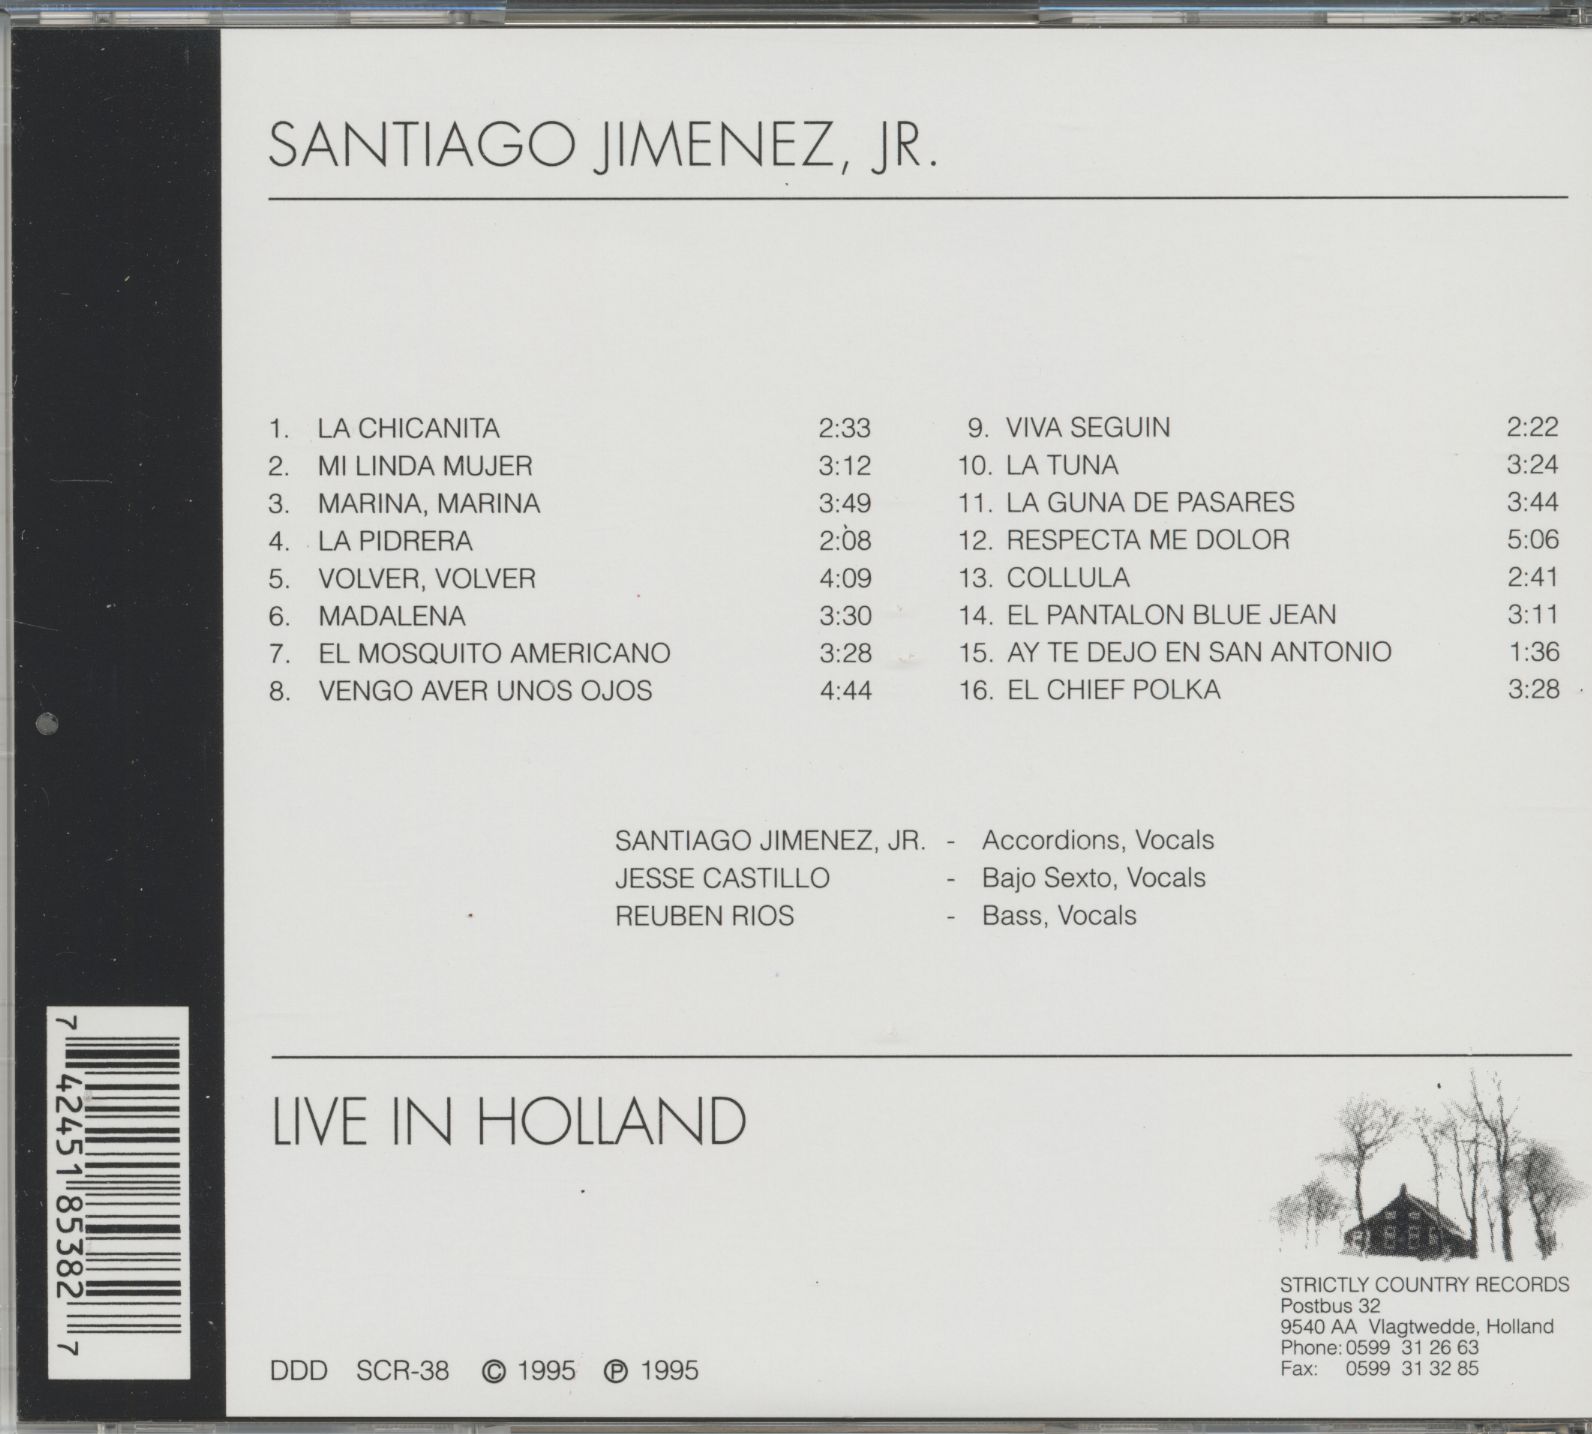 SANTIAGO JIMENEZ, JR.
1. LA CHICANITA 2:33
2. MI LINDA MUJER 3:12
3. MARINA, MARINA 3:49
4. LA PIDRERA 2:08
5. VOLVER, VOLVER 4:09
6. MADALENA 3:30
7. EL MOSQUITO AMERICANO 3:28
8. VENGO AVER UNOS OJOS 4:44
9. VIVA SEGUIN 2:22
10. LA TUNA 3:24
11. LA GUNA DE PASARES 3:44
12. RESPECTA ME DOLOR 5:06
13. COLLULA 2:41
14. EL PANTALON BLUE JEAN 3:11
15. AY TE DEJO EN SAN ANTONIO 1:36
16. EL CHIEF POLKA 3:28
SANTIAGO JIMENEZ, JR. - Accordions, Vocals
JESSE CASTILLO - Bajo Sexto, Vocals
REUBEN RIOS - Bass, Vocals
LIVE IN HOLLAND
STRICTLY COUNTRY RECORDS
Postbus 32
9540 AA Vlagtwedde, Holland
Phone: 0599 31 26 63
Fax: 0599 31 32 85
DDD SCR-38 © 1995 ℗ 1995
7 42451 85382 7